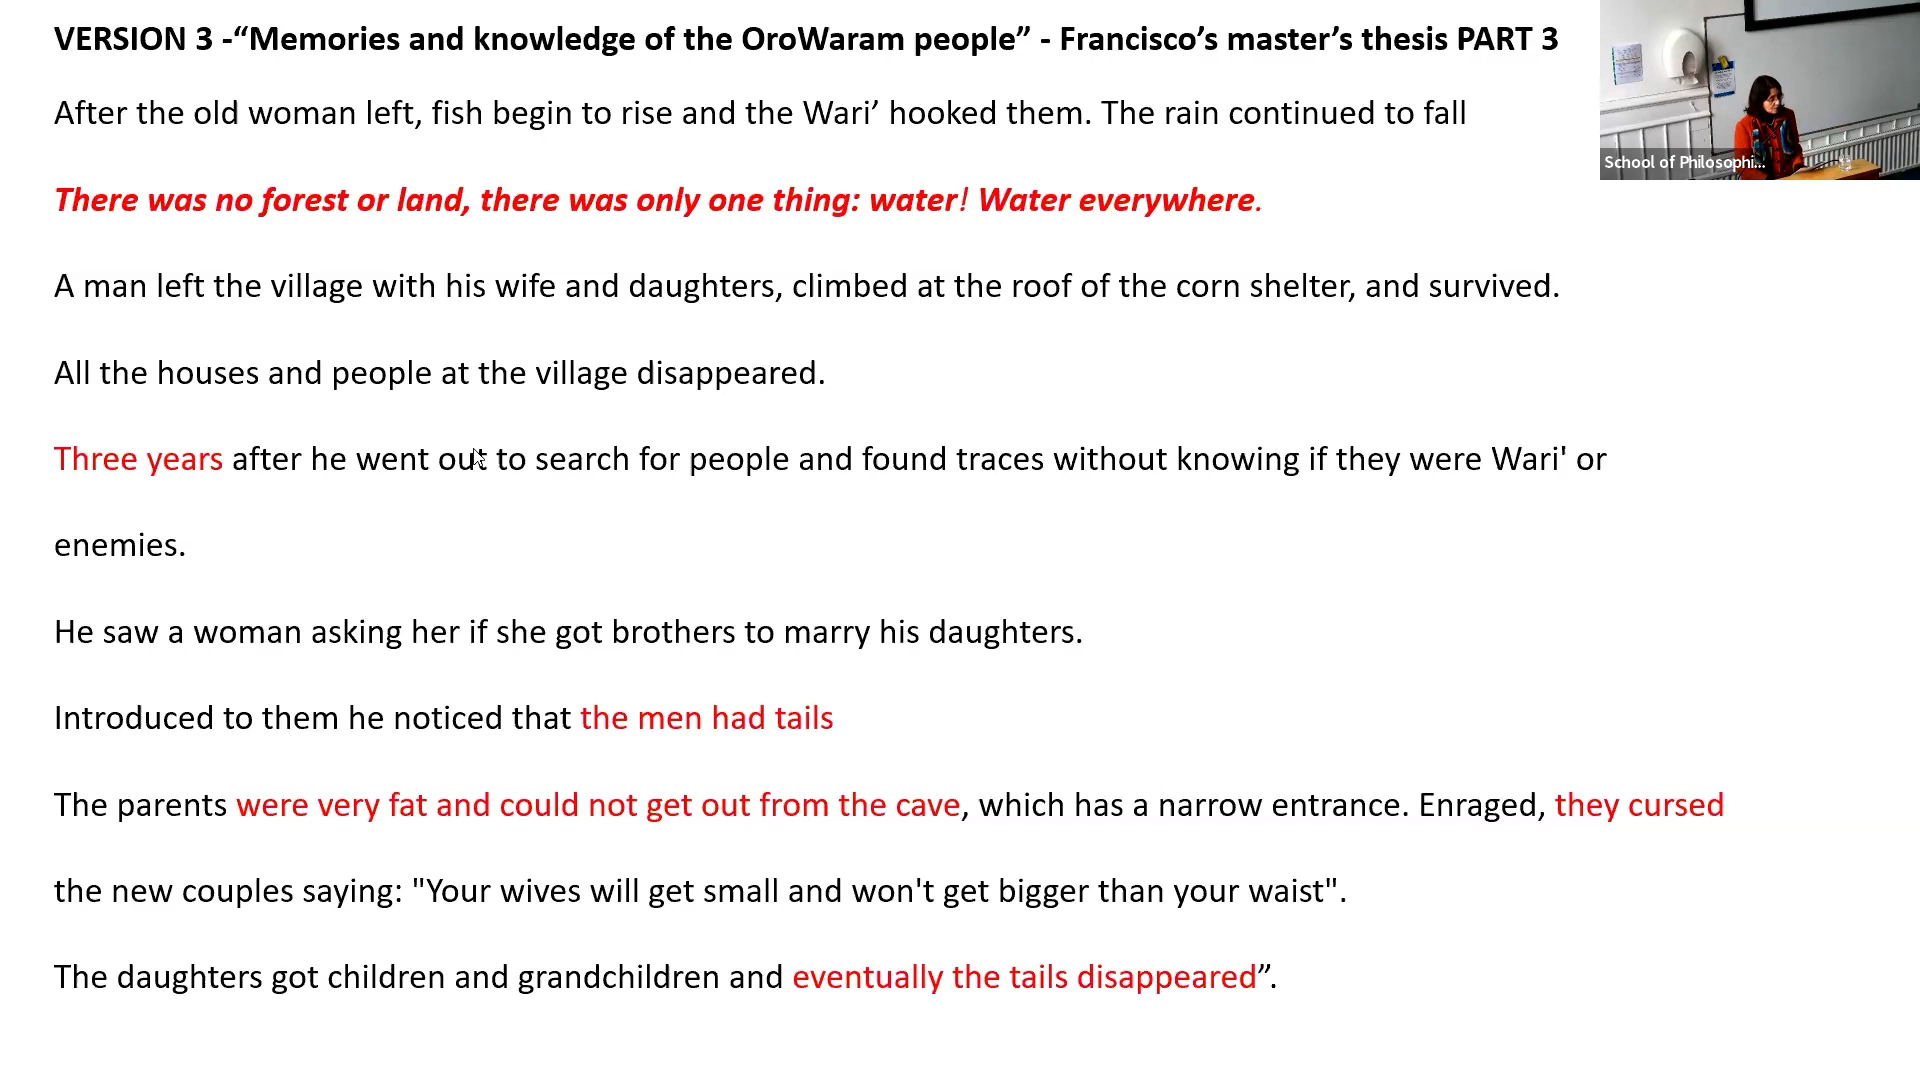 VERSION 3 -“Memories and knowledge of the OroWaram people” - Francisco’s master’s thesis PART 3
After the old woman left, fish begin to rise and the Wari’ hooked them. The rain continued to fall
There was no forest or land, there was only one thing: water! Water everywhere.
A man left the village with his wife and daughters, climbed at the roof of the corn shelter, and survived.
All the houses and people at the village disappeared.
Three years after he went out to search for people and found traces without knowing if they were Wari' or
enemies.
He saw a woman asking her if she got brothers to marry his daughters.
Introduced to them he noticed that the men had tails
The parents were very fat and could not get out from the cave, which has a narrow entrance. Enraged, they cursed
the new couples saying: "Your wives will get small and won't get bigger than your waist".
The daughters got children and grandchildren and eventually the tails disappeared”.
School of Philosophi...